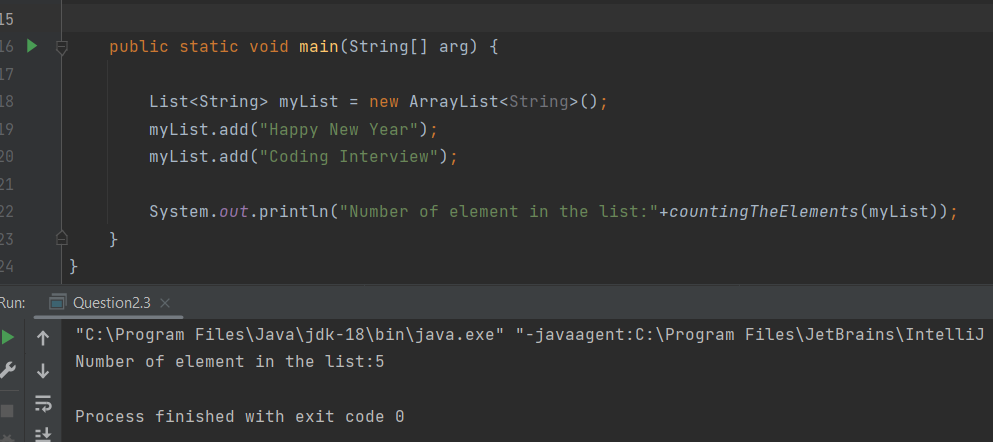 15
16 public static void main(String[] arg) {
17
18 List<String> myList = new ArrayList<String>();
19 myList.add("Happy New Year");
20 myList.add("Coding Interview");
21
22 System.out.println("Number of element in the list:"+countingTheElements(myList));
23 }
24 }
Run: Question2.3
"C:\Program Files\Java\jdk-18\bin\java.exe" "-javaagent:C:\Program Files\JetBrains\IntelliJ
Number of element in the list:5
Process finished with exit code 0